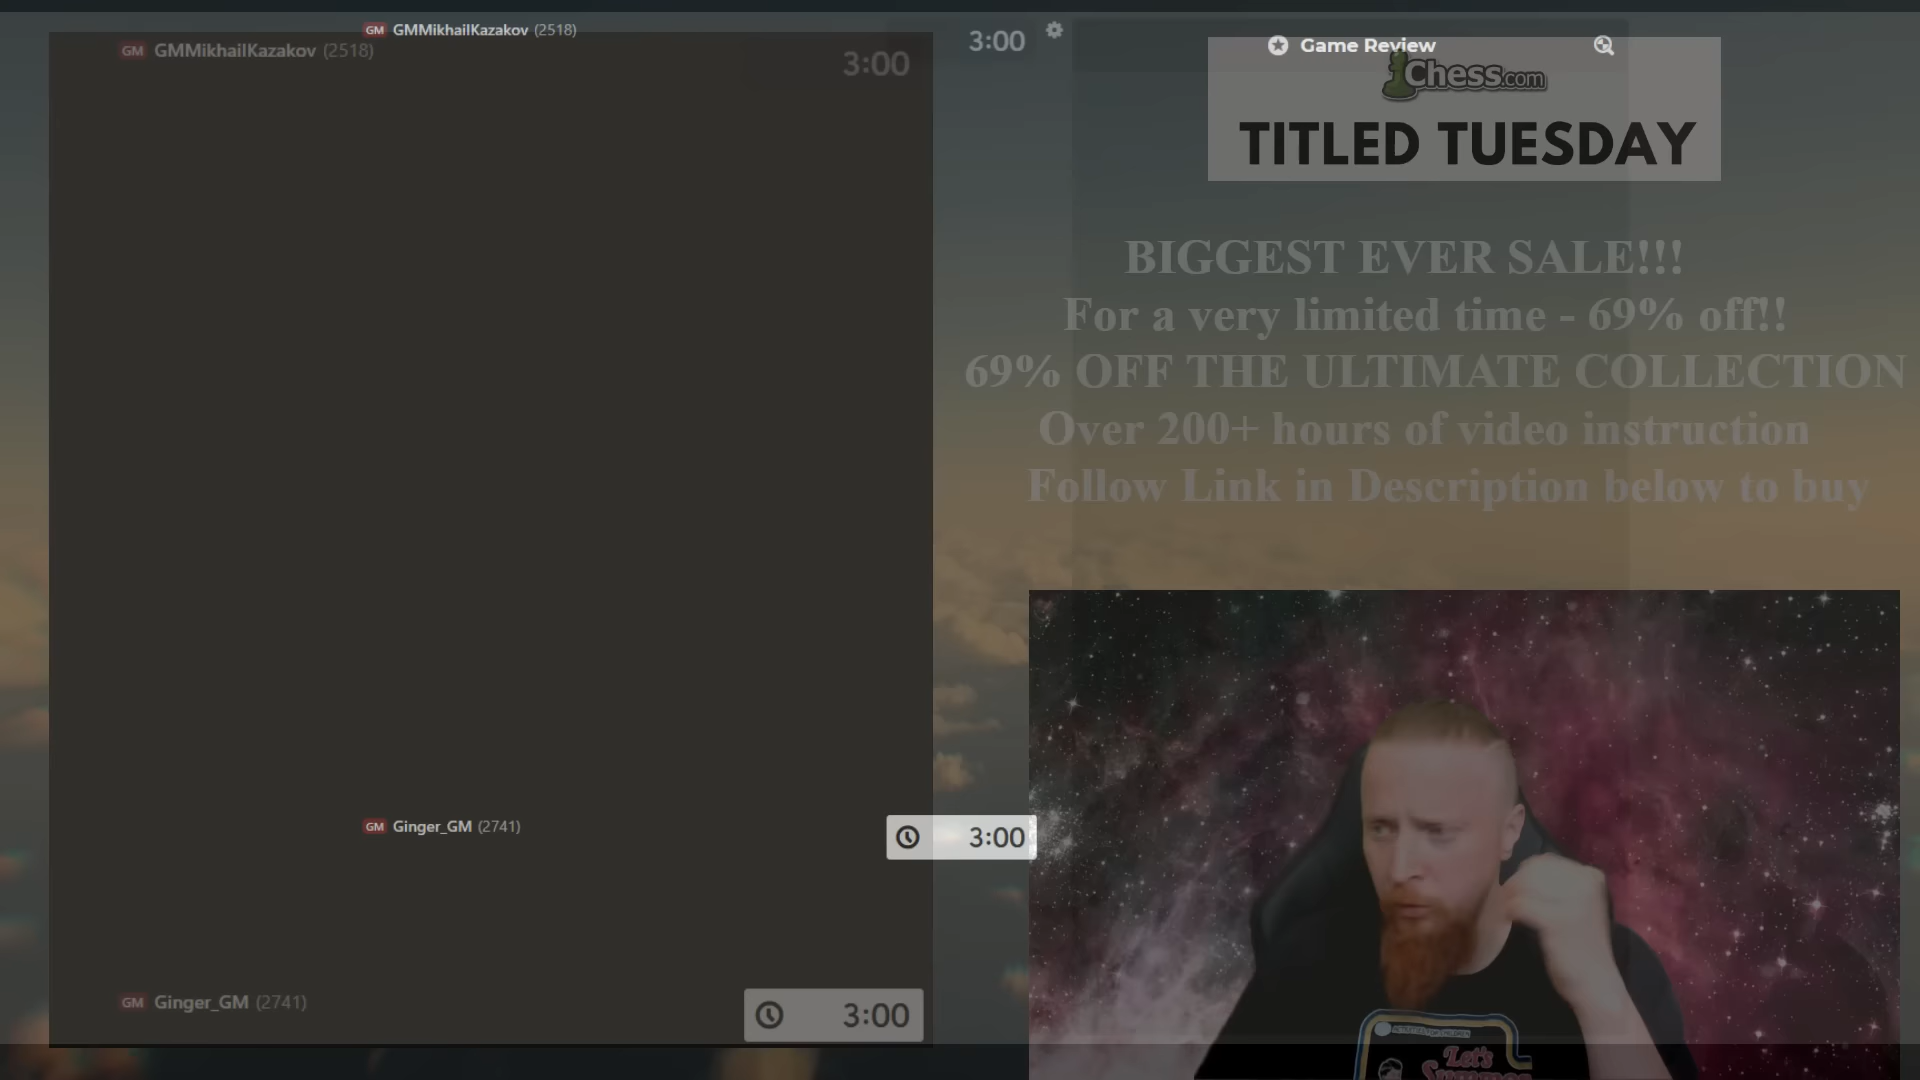 GM GMMikhailKazakov (2518)
GM GMMikhailKazakov (2518)
3:00
3:00
Game Review
Chess.com
TITLED TUESDAY
BIGGEST EVER SALE!!!
For a very limited time - 69% off!!
69% OFF THE ULTIMATE COLLECTION
Over 200+ hours of video instruction
Follow Link in Description below to buy
GM Ginger_GM (2741)
3:00
GM Ginger_GM (2741)
3:00
Let's
Summon